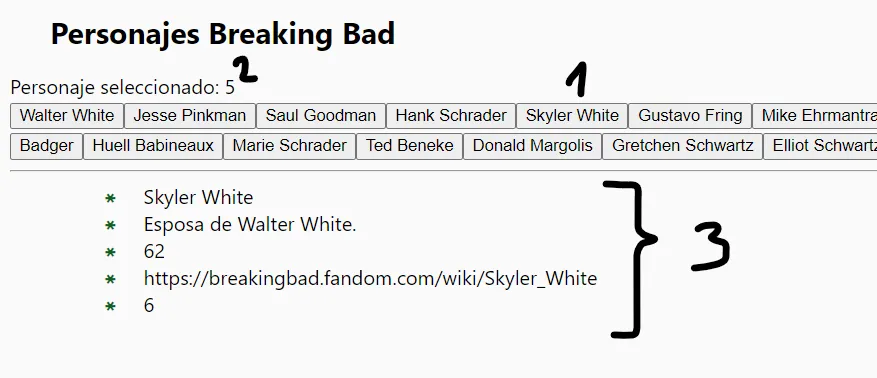 Personajes Breaking Bad
2
1
Personaje seleccionado: 5
Walter White Jesse Pinkman Saul Goodman Hank Schrader Skyler White Gustavo Fring Mike Ehrmantra
Badger Huell Babineaux Marie Schrader Ted Beneke Donald Margolis Gretchen Schwartz Elliot Schwartz
* Skyler White
* Esposa de Walter White.
* 62
* https://breakingbad.fandom.com/wiki/Skyler_White
* 6
3